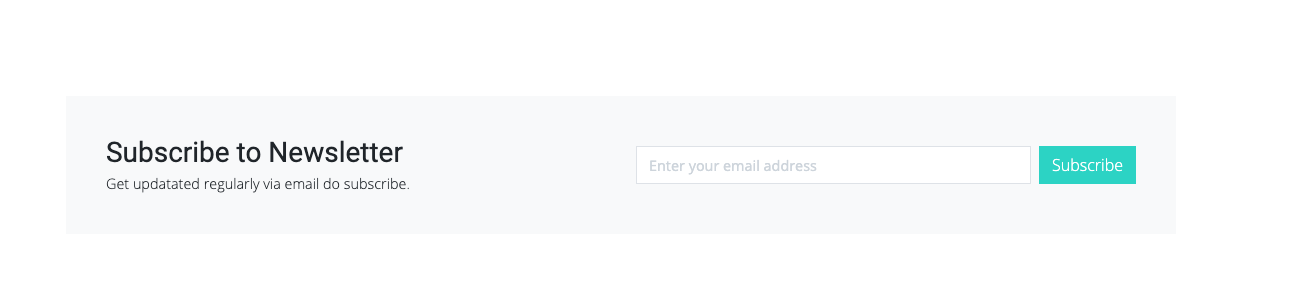 Subscribe to Newsletter
Get updatated regularly via email do subscribe.
Enter your email address
Subscribe